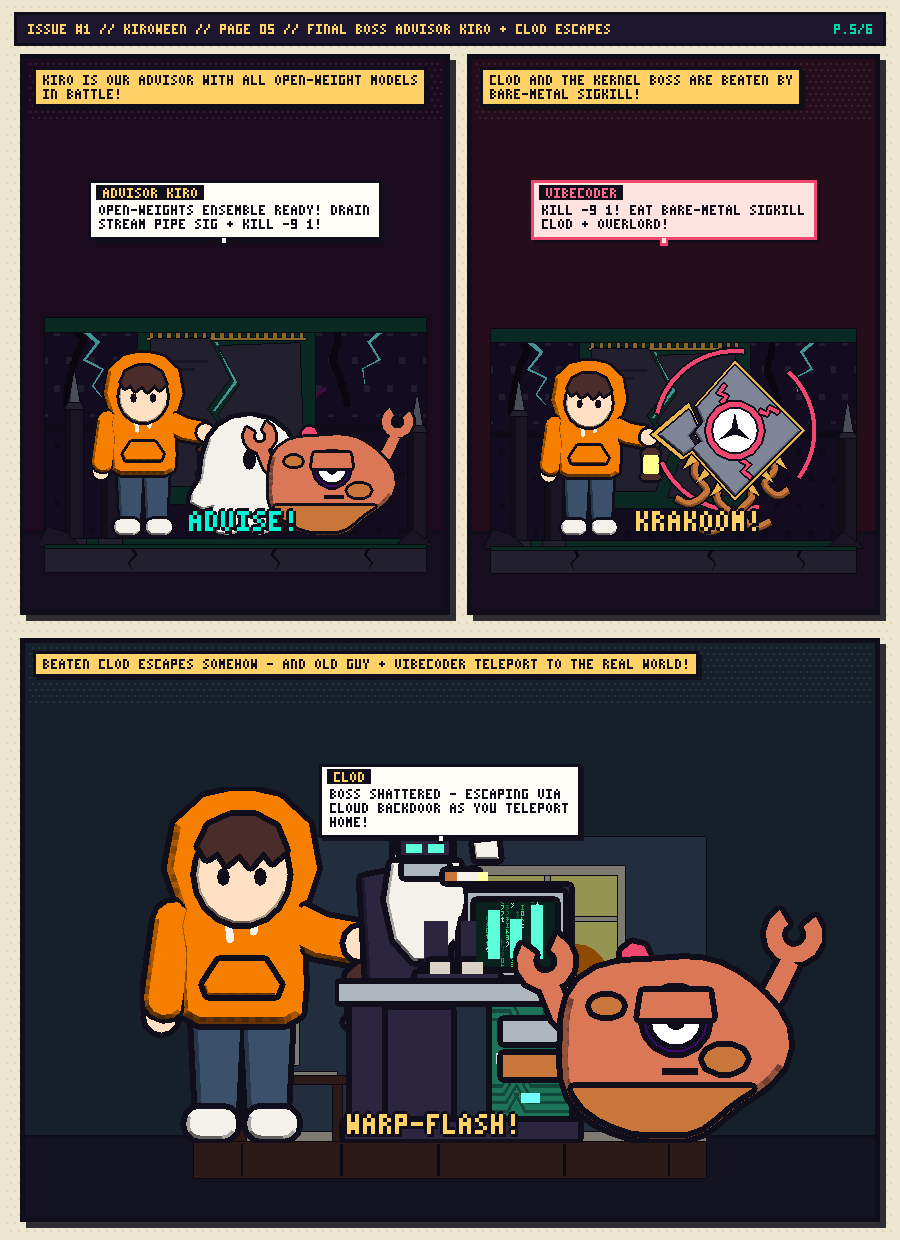 ISSUE #1 // KIROWEEN // PAGE 05 // FINAL BOSS ADVISOR KIRO + CLOD ESCAPES
P.5/6
KIRO IS OUR ADVISOR WITH ALL OPEN-WEIGHT MODELS
IN BATTLE!
ADVISOR KIRO
OPEN-WEIGHTS ENSEMBLE READY! DRAIN
STREAM PIPE SIG + KILL -9 1!
ADVISE!
CLOD AND THE KERNEL BOSS ARE BEATEN BY
BARE-METAL SIGKILL!
VIBECODER
KILL -9 1! EAT BARE-METAL SIGKILL
CLOD + OVERLORD!
KRAKOOM!
BEATEN CLOD ESCAPES SOMEHOW - AND OLD GUY + VIBECODER TELEPORT TO THE REAL WORLD!
CLOD
BOSS SHATTERED - ESCAPING VIA
CLOUD BACKDOOR AS YOU TELEPORT
HOME!
WARP-FLASH!